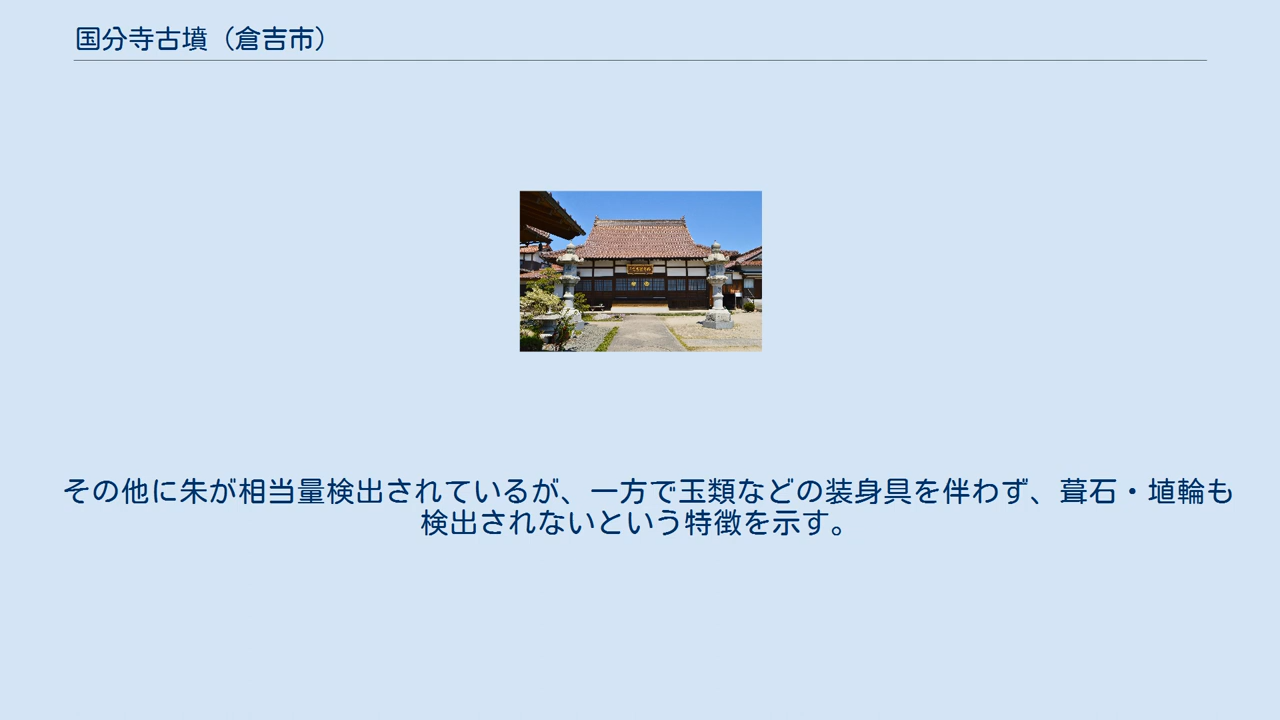 国分寺古墳（倉吉市）
その他に朱が相当量検出されているが、一方で玉類などの装身具を伴わず、葺石・埴輪も
検出されないという特徴を示す。